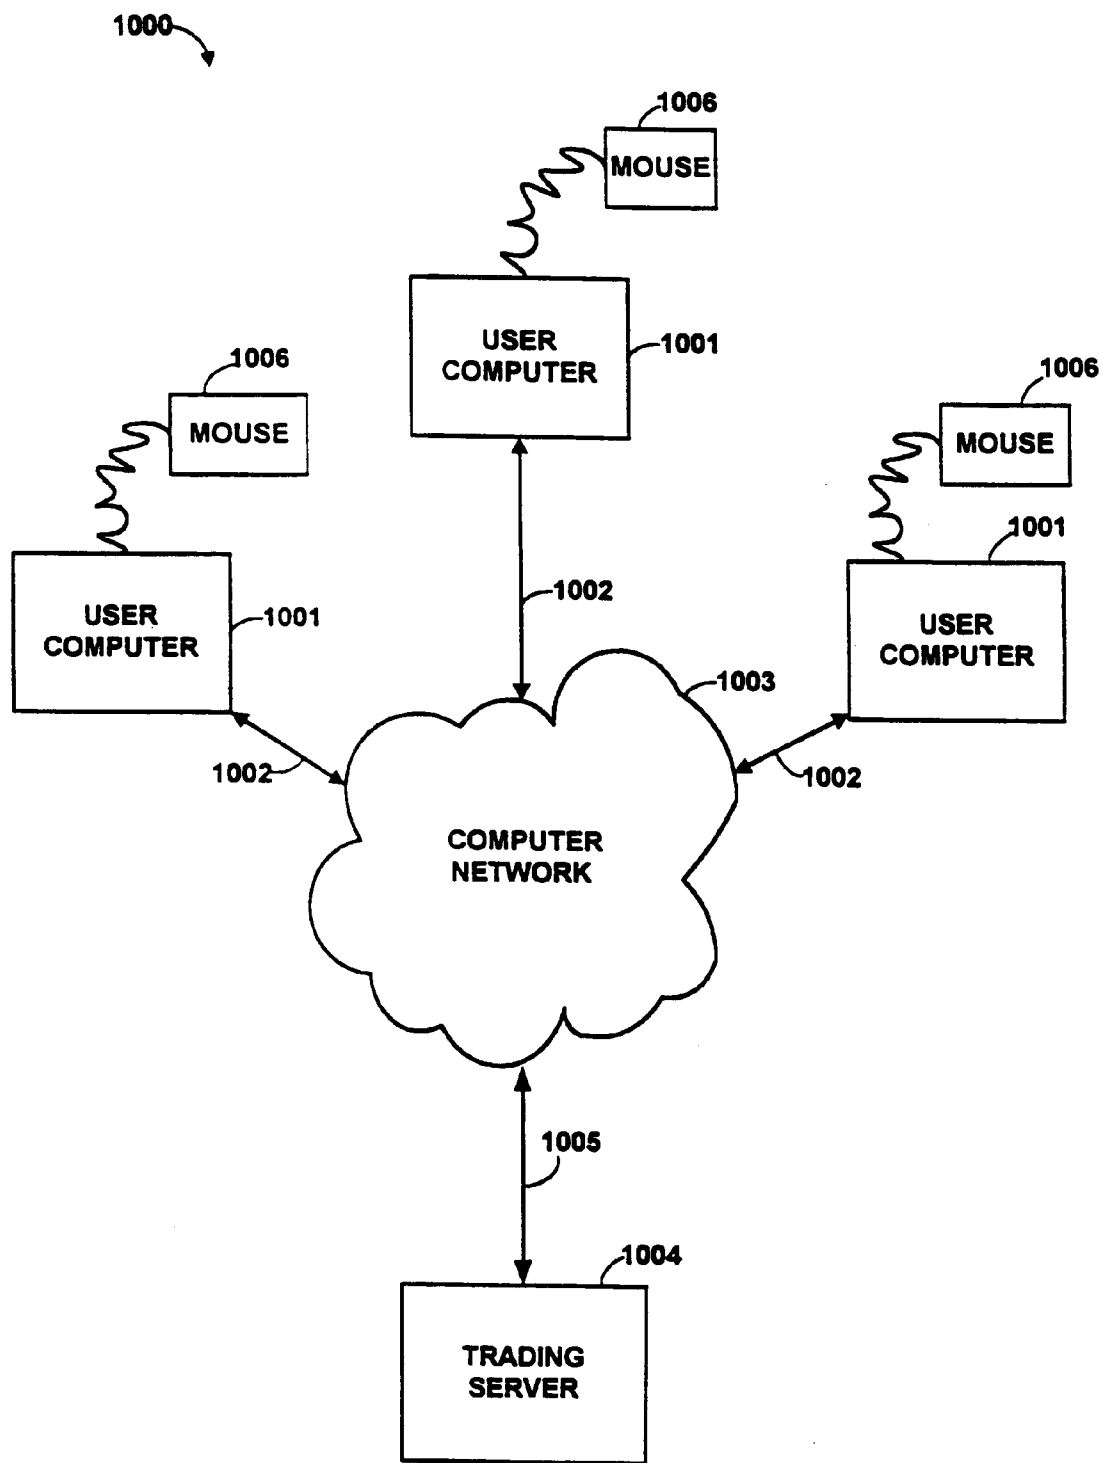 1000
1006
MOUSE
USER
COMPUTER
1001
1006
MOUSE
1006
MOUSE
1001
USER
COMPUTER
1001
USER
COMPUTER
1002
1003
1002
1002
COMPUTER
NETWORK
1005
1004
TRADING
SERVER